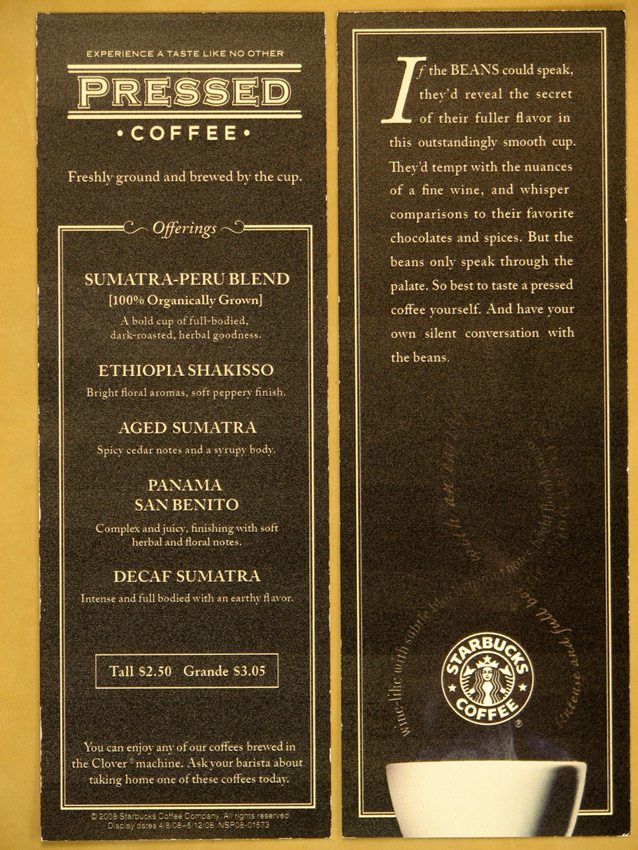 EXPERIENCE A TASTE LIKE NO OTHER
PRESSED
•COFFEE•
Freshly ground and brewed by the cup.
Offerings
SUMATRA-PERU BLEND
[100% Organically Grown]
A bold cup of full-bodied,
dark-roasted, herbal goodness.
ETHIOPIA SHAKISSO
Bright floral aromas, soft peppery finish.
AGED SUMATRA
Spicy cedar notes and a syrupy body.
PANAMA
SAN BENITO
Complex and juicy, finishing with soft
herbal and floral notes.
DECAF SUMATRA
Intense and full bodied with an earthy flavor.
Tall $2.50 Grande $3.05
You can enjoy any of our coffees brewed in
the Clover® machine. Ask your barista about
taking home one of these coffees today.
© 2008 Starbucks Coffee Company. All rights reserved.
Display dates 4/8/08–5/12/08. NSP08-01573
If the BEANS could speak,
they'd reveal the secret
of their fuller flavor in
this outstandingly smooth cup.
They'd tempt with the nuances
of a fine wine, and whisper
comparisons to their favorite
chocolates and spices. But the
beans only speak through the
palate. So best to taste a pressed
coffee yourself. And have your
own silent conversation with
the beans.
wine-like with subtle
intense and full
STARBUCKS
COFFEE
®